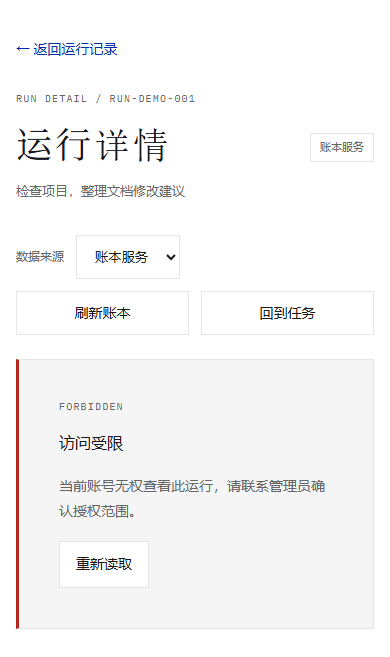 ← 返回运行记录
RUN DETAIL / RUN-DEMO-001
运行详情
账本服务
检查项目，整理文档修改建议
数据来源
账本服务
刷新账本
回到任务
FORBIDDEN
访问受限
当前账号无权查看此运行，请联系管理员确
认授权范围。
重新读取